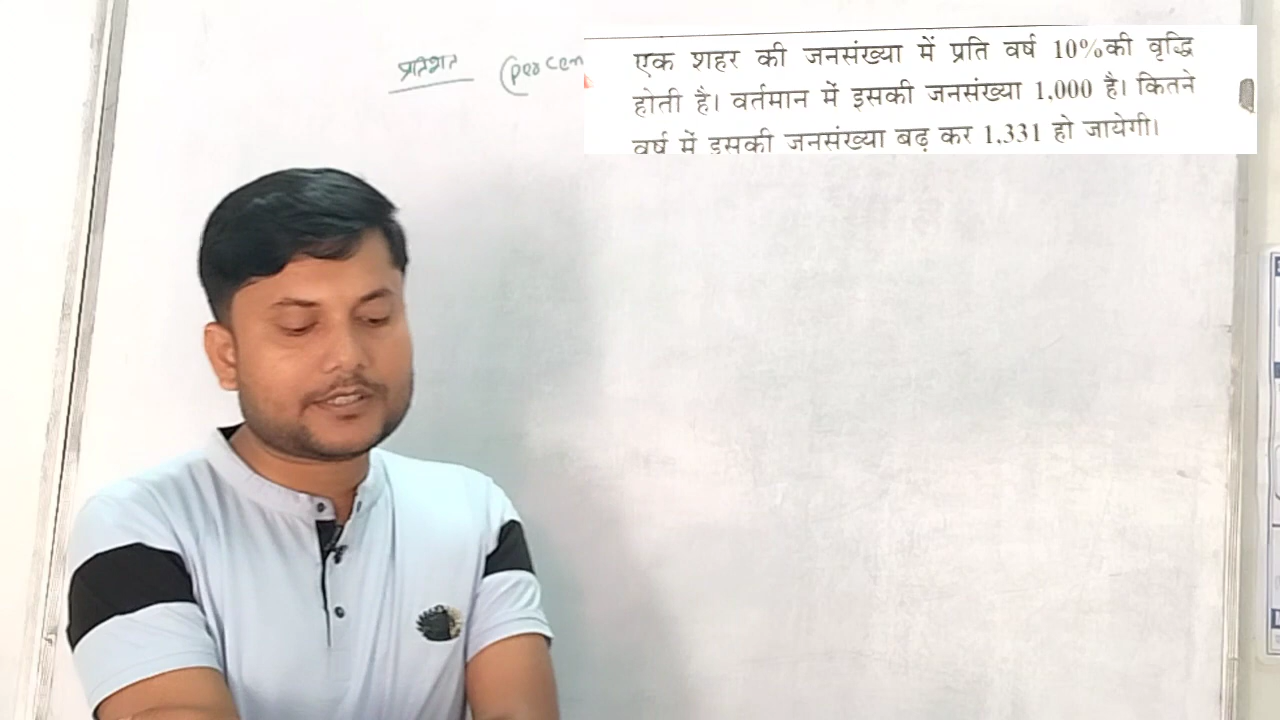 प्रतिशत (percen
एक शहर की जनसंख्या में प्रति वर्ष 10%की वृद्धि
होती है। वर्तमान में इसकी जनसंख्या 1,000 है। कितने
वर्ष में इसकी जनसंख्या बढ़ कर 1,331 हो जायेगी।